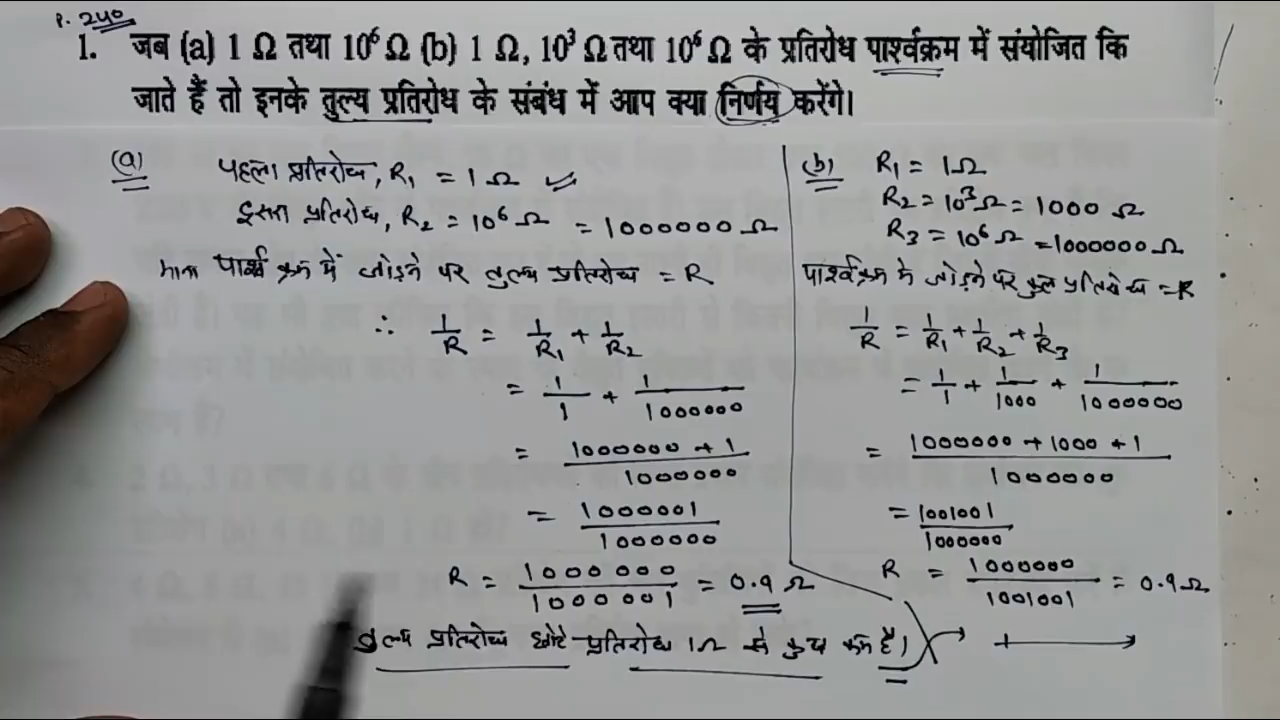 P. 240
1. जब (a) 1 Ω तथा 10⁶ Ω (b) 1 Ω, 10³ Ω तथा 10⁶ Ω के प्रतिरोध पार्श्वक्रम में संयोजित कि
जाते हैं तो इनके तुल्य प्रतिरोध के संबंध में आप क्या निर्णय करेंगे।
(a) पहला प्रतिरोध, R₁ = 1 Ω
दूसरा प्रतिरोध, R₂ = 10⁶ Ω = 1000000 Ω
माना पार्श्व क्रम में जोड़ने पर तुल्य प्रतिरोध = R
∴ 1/R = 1/R₁ + 1/R₂
= 1/1 + 1/1000000
= 1000000 + 1 / 1000000
= 1000001 / 1000000
R = 1000000 / 1000001 = 0.9 Ω
तुल्य प्रतिरोध छोटे प्रतिरोध 1Ω से कुछ कम है।
(b) R₁ = 1Ω
R₂ = 10³ Ω = 1000 Ω
R₃ = 10⁶ Ω = 1000000 Ω
पार्श्वक्रम में जोड़ने पर तुल्य प्रतिरोध = R
1/R = 1/R₁ + 1/R₂ + 1/R₃
= 1/1 + 1/1000 + 1/1000000
= 1000000 + 1000 + 1 / 1000000
= 1001001 / 1000000
R = 1000000 / 1001001 = 0.9 Ω